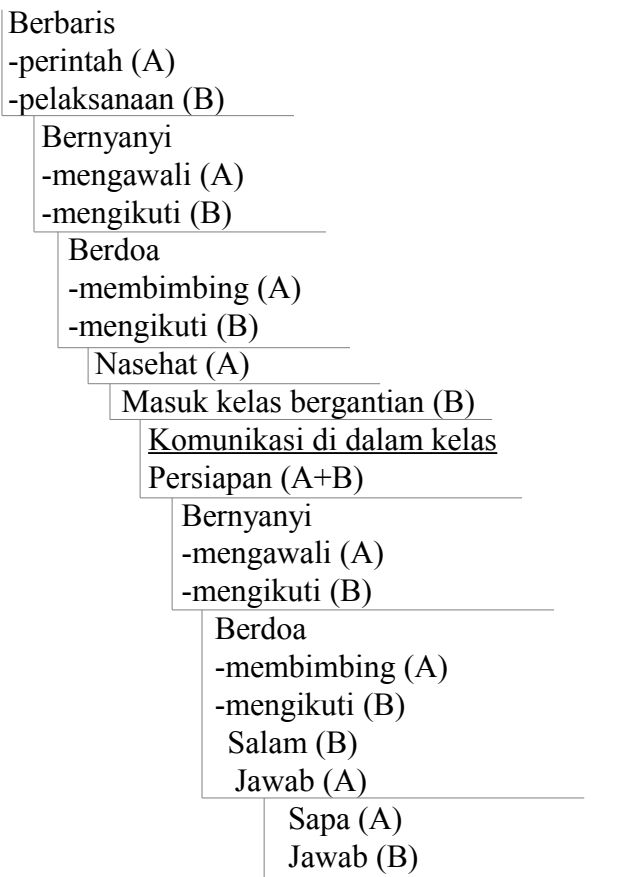 Berbaris
-perintah (A)
-pelaksanaan (B)
Bernyanyi
-mengawali (A)
-mengikuti (B)
Berdoa
-membimbing (A)
-mengikuti (B)
Nasehat (A)
Masuk kelas bergantian (B)
Komunikasi di dalam kelas
Persiapan (A+B)
Bernyanyi
-mengawali (A)
-mengikuti (B)
Berdoa
-membimbing (A)
-mengikuti (B)
Salam (B)
Jawab (A)
Sapa (A)
Jawab (B)